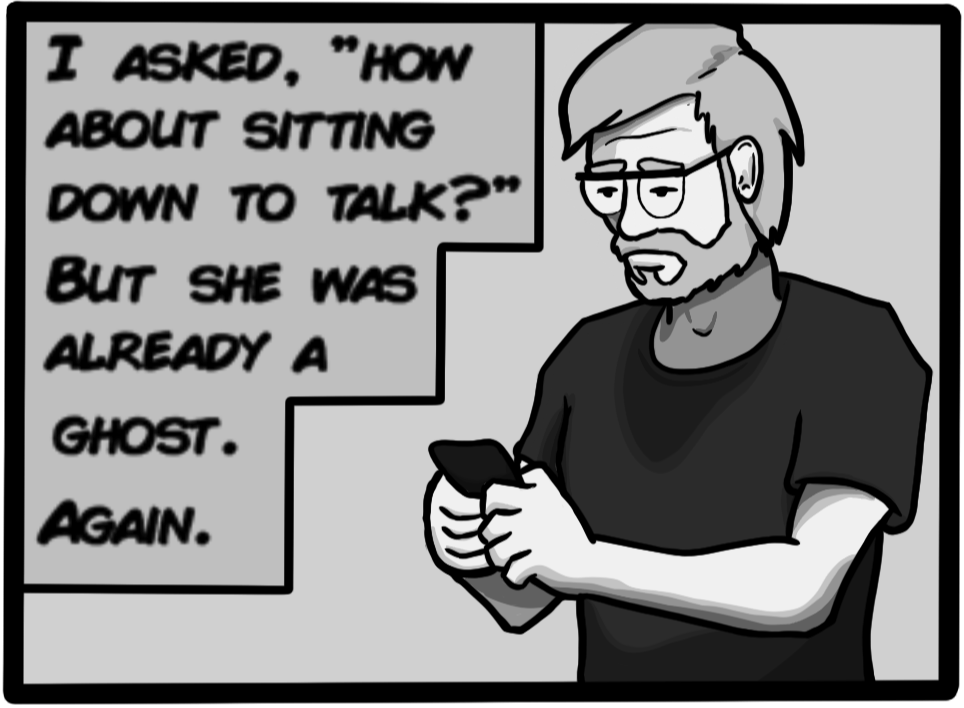 I ASKED, "HOW
ABOUT SITTING
DOWN TO TALK?"
BUT SHE WAS
ALREADY A
GHOST.
AGAIN.